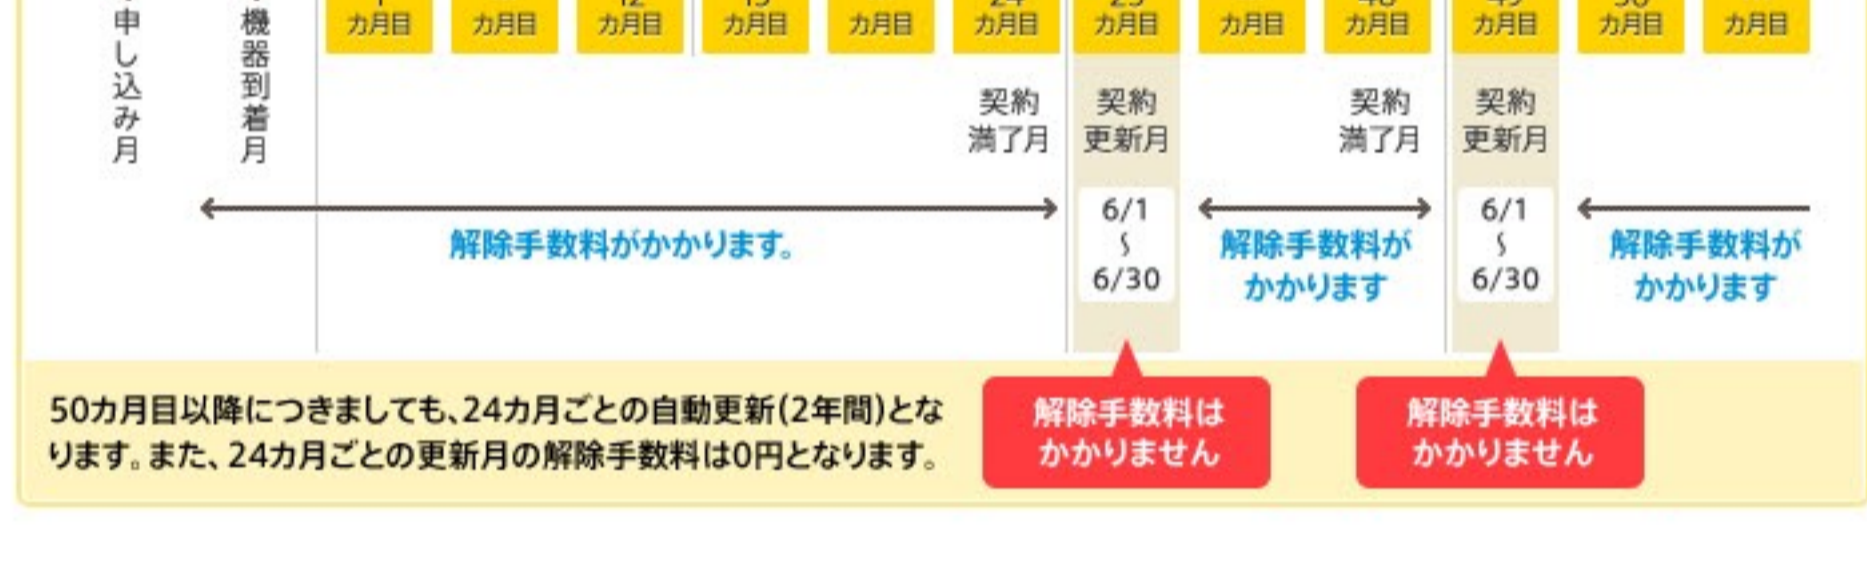 申し込み月
機器到着月
カ月目
カ月目
カ月目
カ月目
カ月目
カ月目
カ月目
カ月目
カ月目
カ月目
カ月目
カ月目
契約
満了月
契約
更新月
契約
満了月
契約
更新月
6/1
〜
6/30
6/1
〜
6/30
解除手数料がかかります。
解除手数料が
かかります
解除手数料が
かかります
50カ月目以降につきましても、24カ月ごとの自動更新(2年間)とな
ります。また、24カ月ごとの更新月の解除手数料は0円となります。
解除手数料は
かかりません
解除手数料は
かかりません